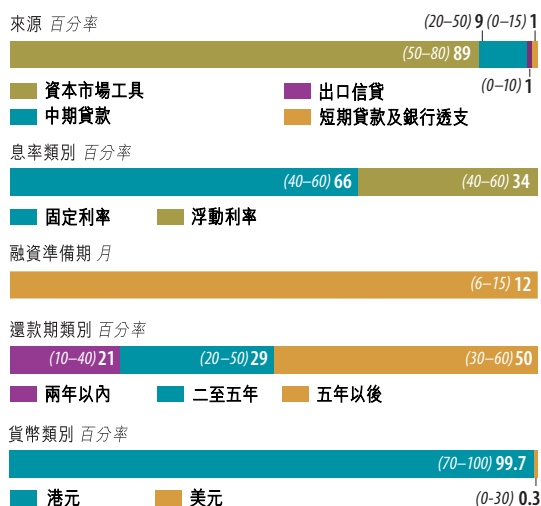 來源 百分率 (20–50) 9 (0–15) 1
(50–80) 89
(0–10) 1
資本市場工具 出口信貸
中期貸款 短期貸款及銀行透支
息率類別 百分率
(40–60) 66 (40–60) 34
固定利率 浮動利率
融資準備期 月
(6–15) 12
還款期類別 百分率
(10–40) 21 (20–50) 29 (30–60) 50
兩年以內 二至五年 五年以後
貨幣類別 百分率
(70–100) 99.7
港元 美元 (0-30) 0.3